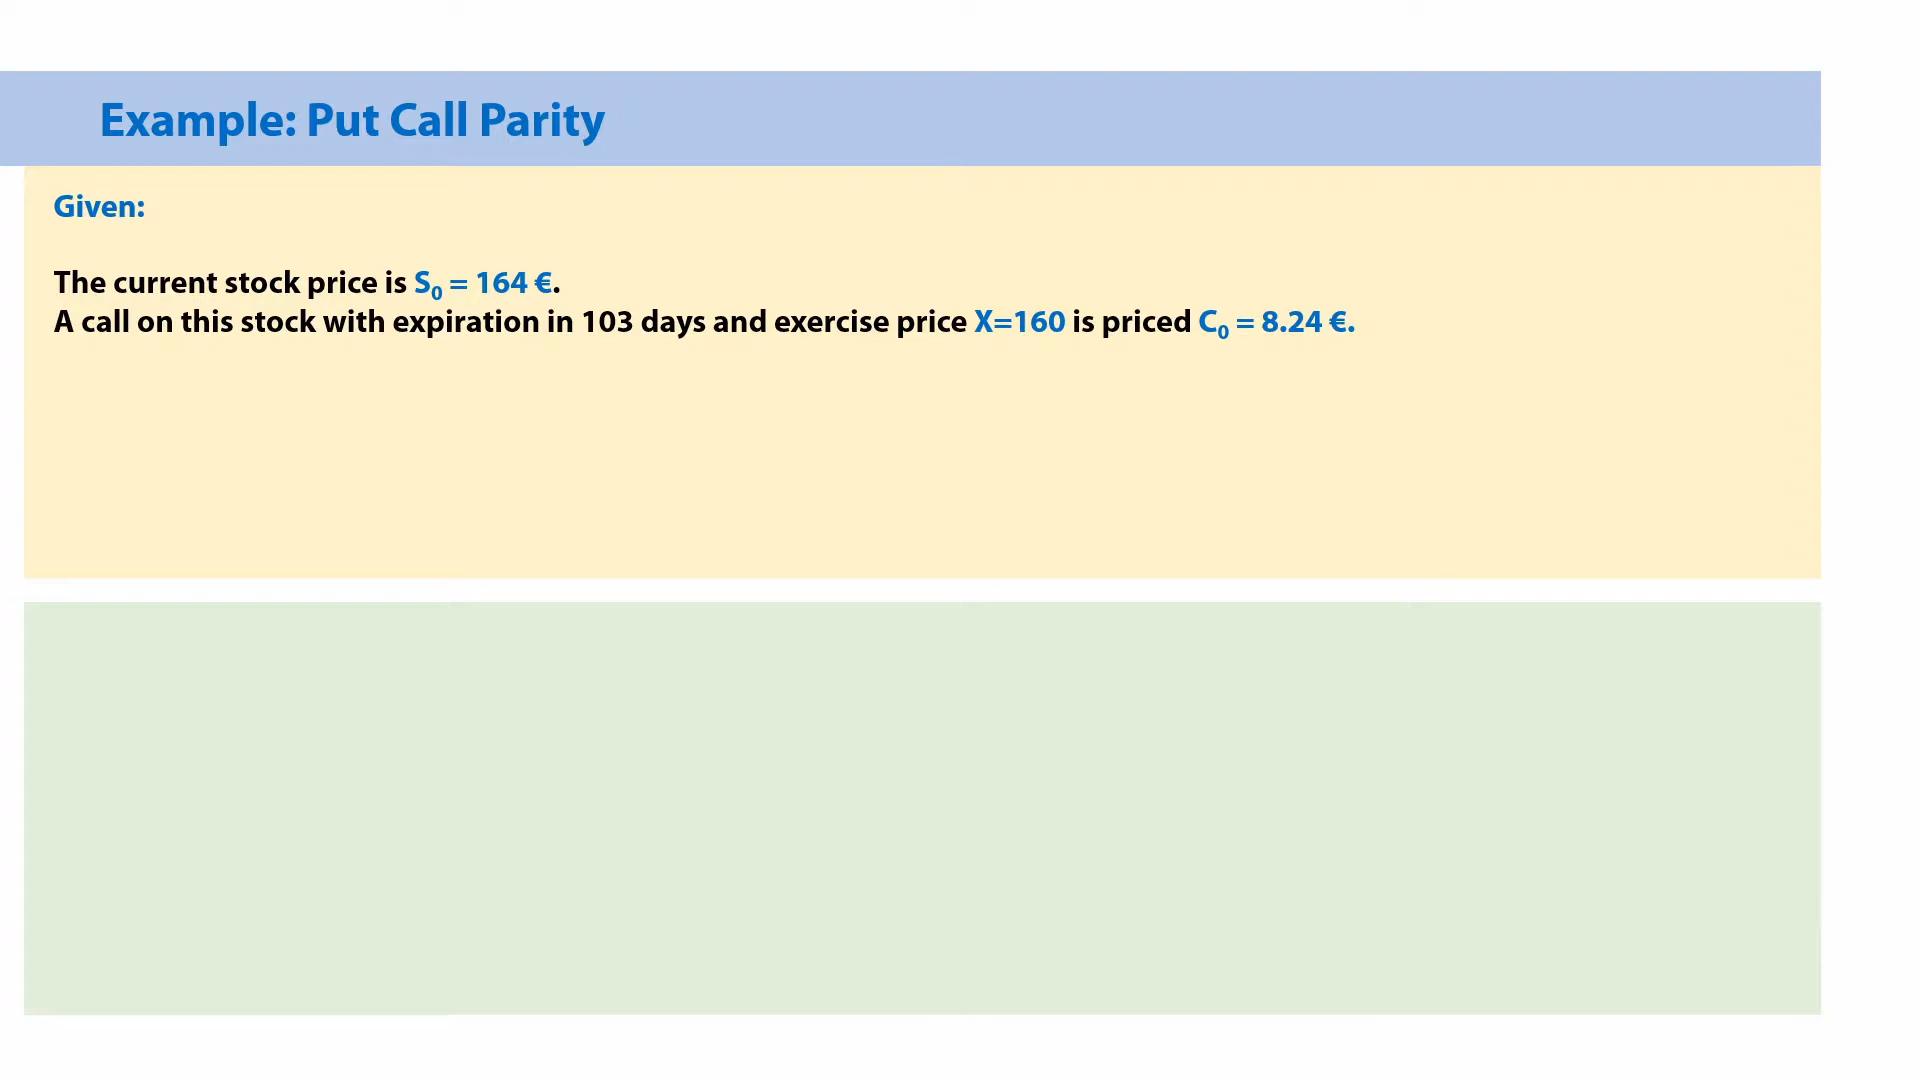 Example: Put Call Parity
Given:
The current stock price is S₀ = 164 €.
A call on this stock with expiration in 103 days and exercise price X=160 is priced C₀ = 8.24 €.